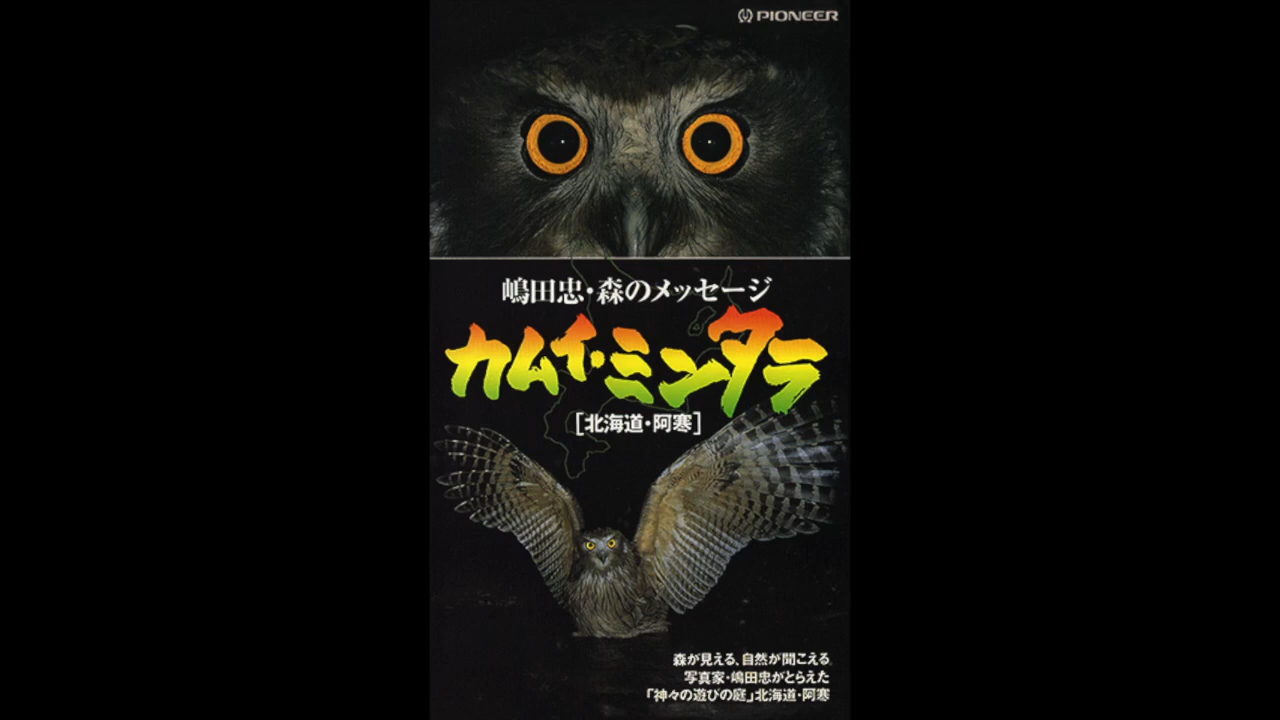 PIONEER
嶋田忠・森のメッセージ
カムイ・ミンタラ
[北海道・阿寒]
森が見える、自然が聞こえる。
写真家・嶋田忠がとらえた
「神々の遊びの庭」北海道・阿寒